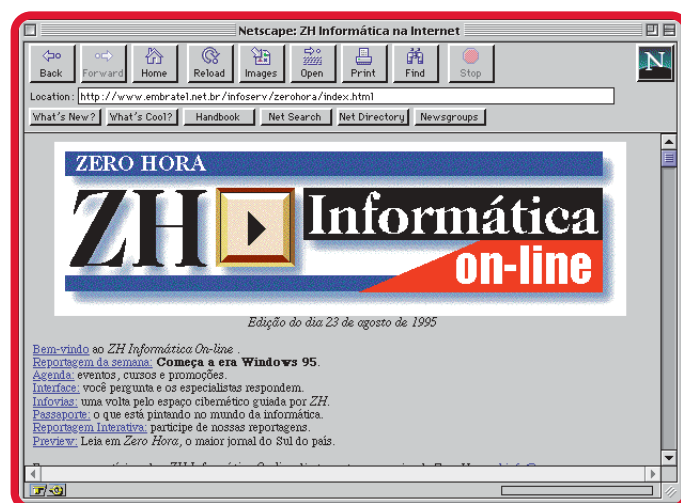 Netscape: ZH Informática na Internet
Back Forward Home Reload Images Open Print Find Stop
N
Location: http://www.embratel.net.br/infoserv/zerohora/index.html
What's New? What's Cool? Handbook Net Search Net Directory Newsgroups
ZERO HORA
ZH Informática
on-line
Edição do dia 23 de agosto de 1995
Bem-vindo ao ZH Informática On-line .
Reportagem da semana: Começa a era Windows 95.
Agenda: eventos, cursos e promoções.
Interface: você pergunta e os especialistas respondem.
Infovias: uma volta pelo espaço cibernético guiada por ZH.
Passaporte: o que está pintando no mundo da informática.
Reportagem Interativa: participe de nossas reportagens.
Preview: Leia em Zero Hora, o maior jornal do Sul do país.